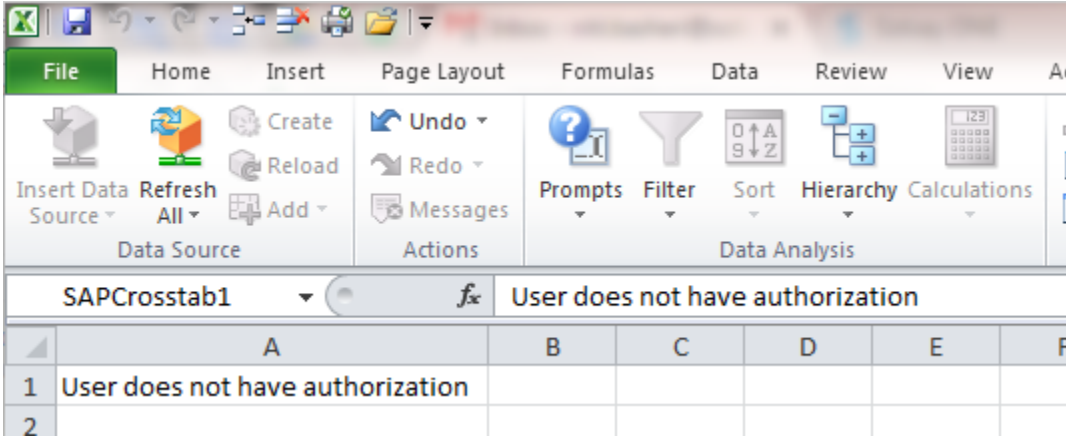 File Home Insert Page Layout Formulas Data Review View A
Insert Data Source
Refresh All
Create
Reload
Add
Undo
Redo
Messages
Prompts Filter Sort Hierarchy Calculations
Data Source Actions Data Analysis
SAPCrosstab1 fx User does not have authorization
A B C D E F
1 User does not have authorization
2